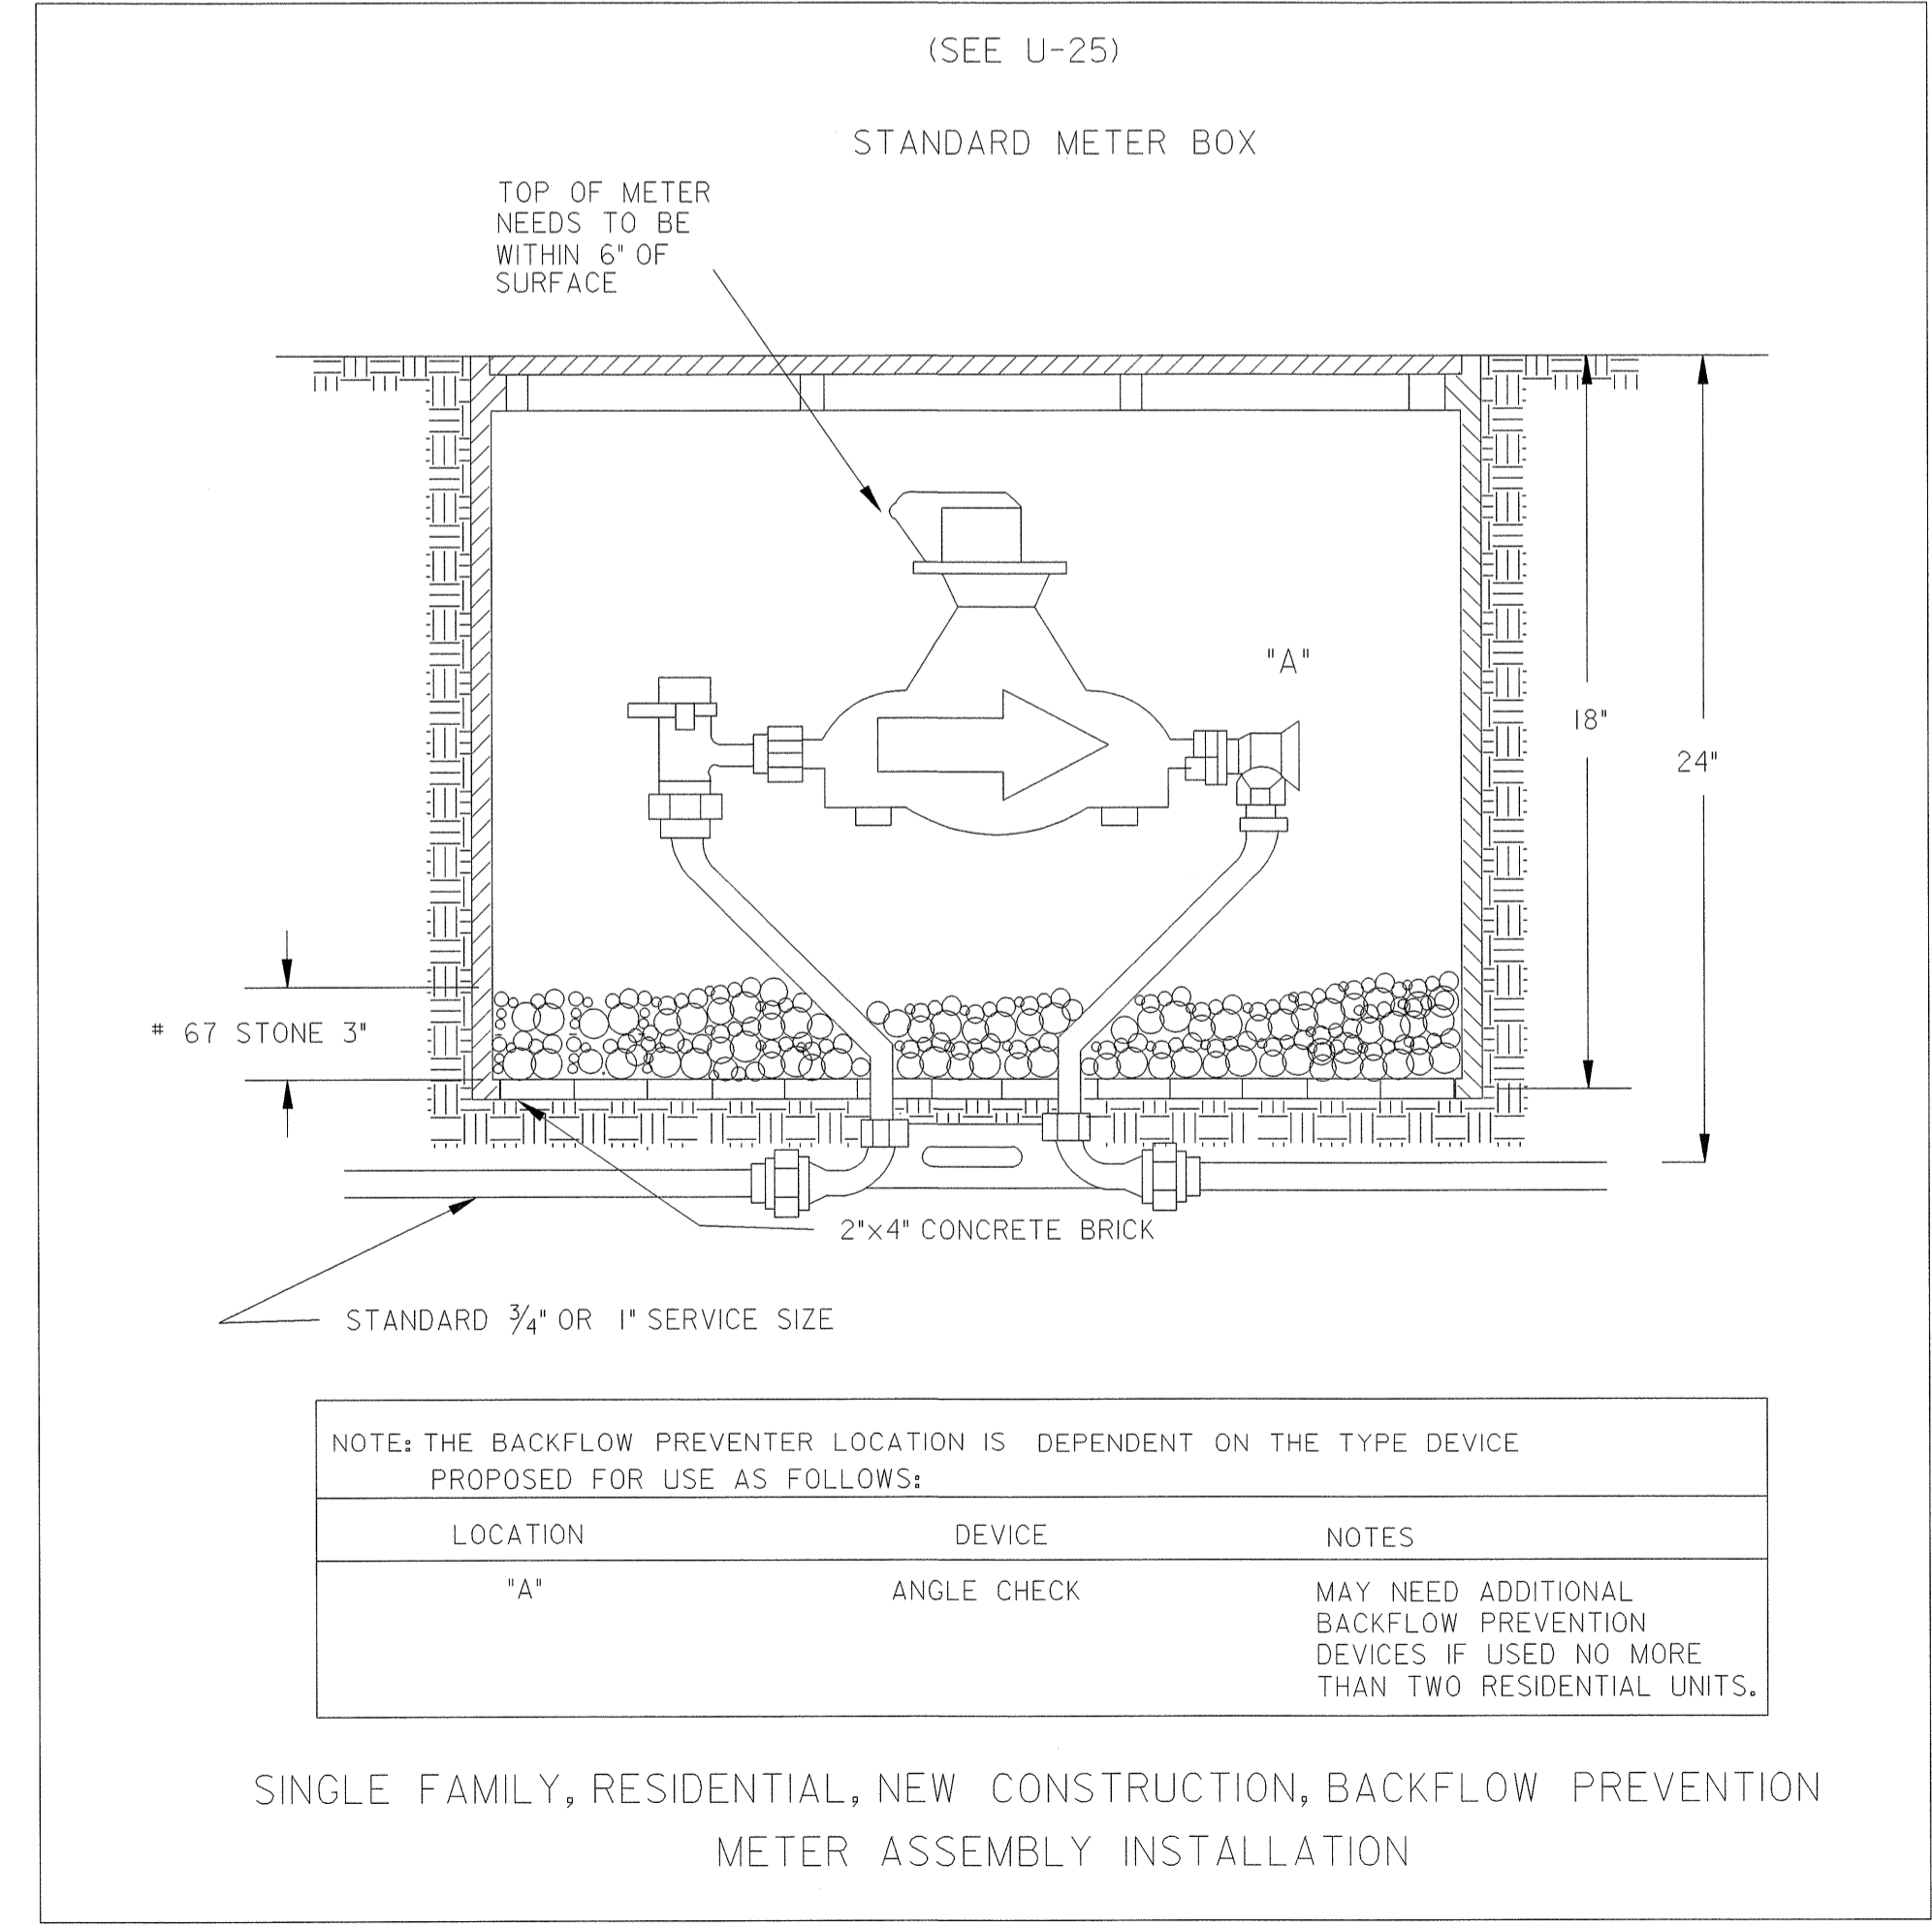 (SEE U-25)
STANDARD METER BOX
TOP OF METER
NEEDS TO BE
WITHIN 6" OF
SURFACE
"A"
18"
24"
# 67 STONE 3"
2"x4" CONCRETE BRICK
STANDARD 3/4" OR 1" SERVICE SIZE
NOTE: THE BACKFLOW PREVENTER LOCATION IS DEPENDENT ON THE TYPE DEVICE
PROPOSED FOR USE AS FOLLOWS:
LOCATION DEVICE NOTES
"A" ANGLE CHECK MAY NEED ADDITIONAL
BACKFLOW PREVENTION
DEVICES IF USED NO MORE
THAN TWO RESIDENTIAL UNITS.
SINGLE FAMILY, RESIDENTIAL, NEW CONSTRUCTION, BACKFLOW PREVENTION
METER ASSEMBLY INSTALLATION